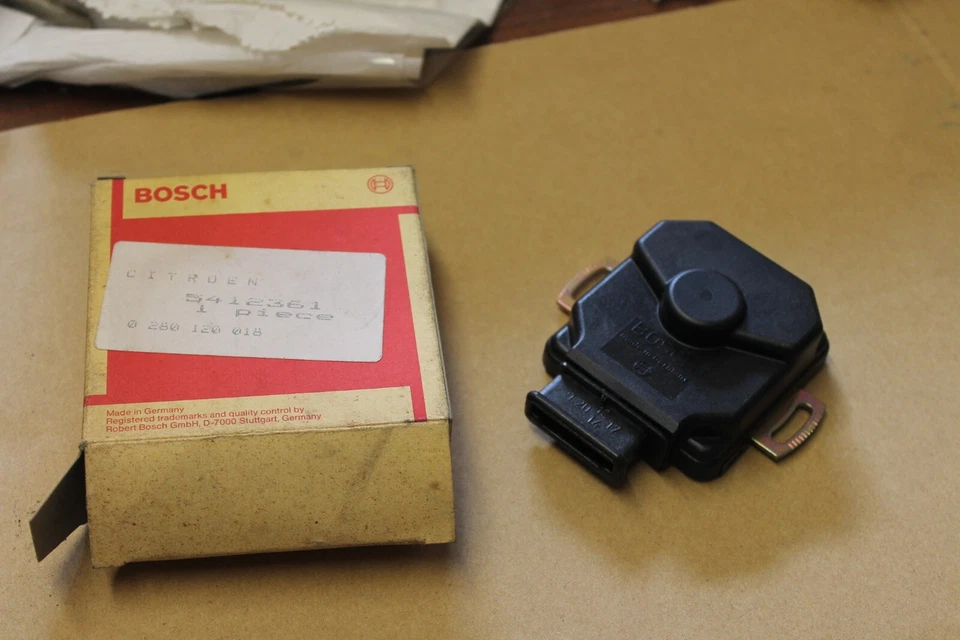 BOSCH
CITROEN
5412361
1 piece
0 280 120 018
Made in Germany
Registered trademarks and quality control by
Robert Bosch GmbH, D-7000 Stuttgart, Germany